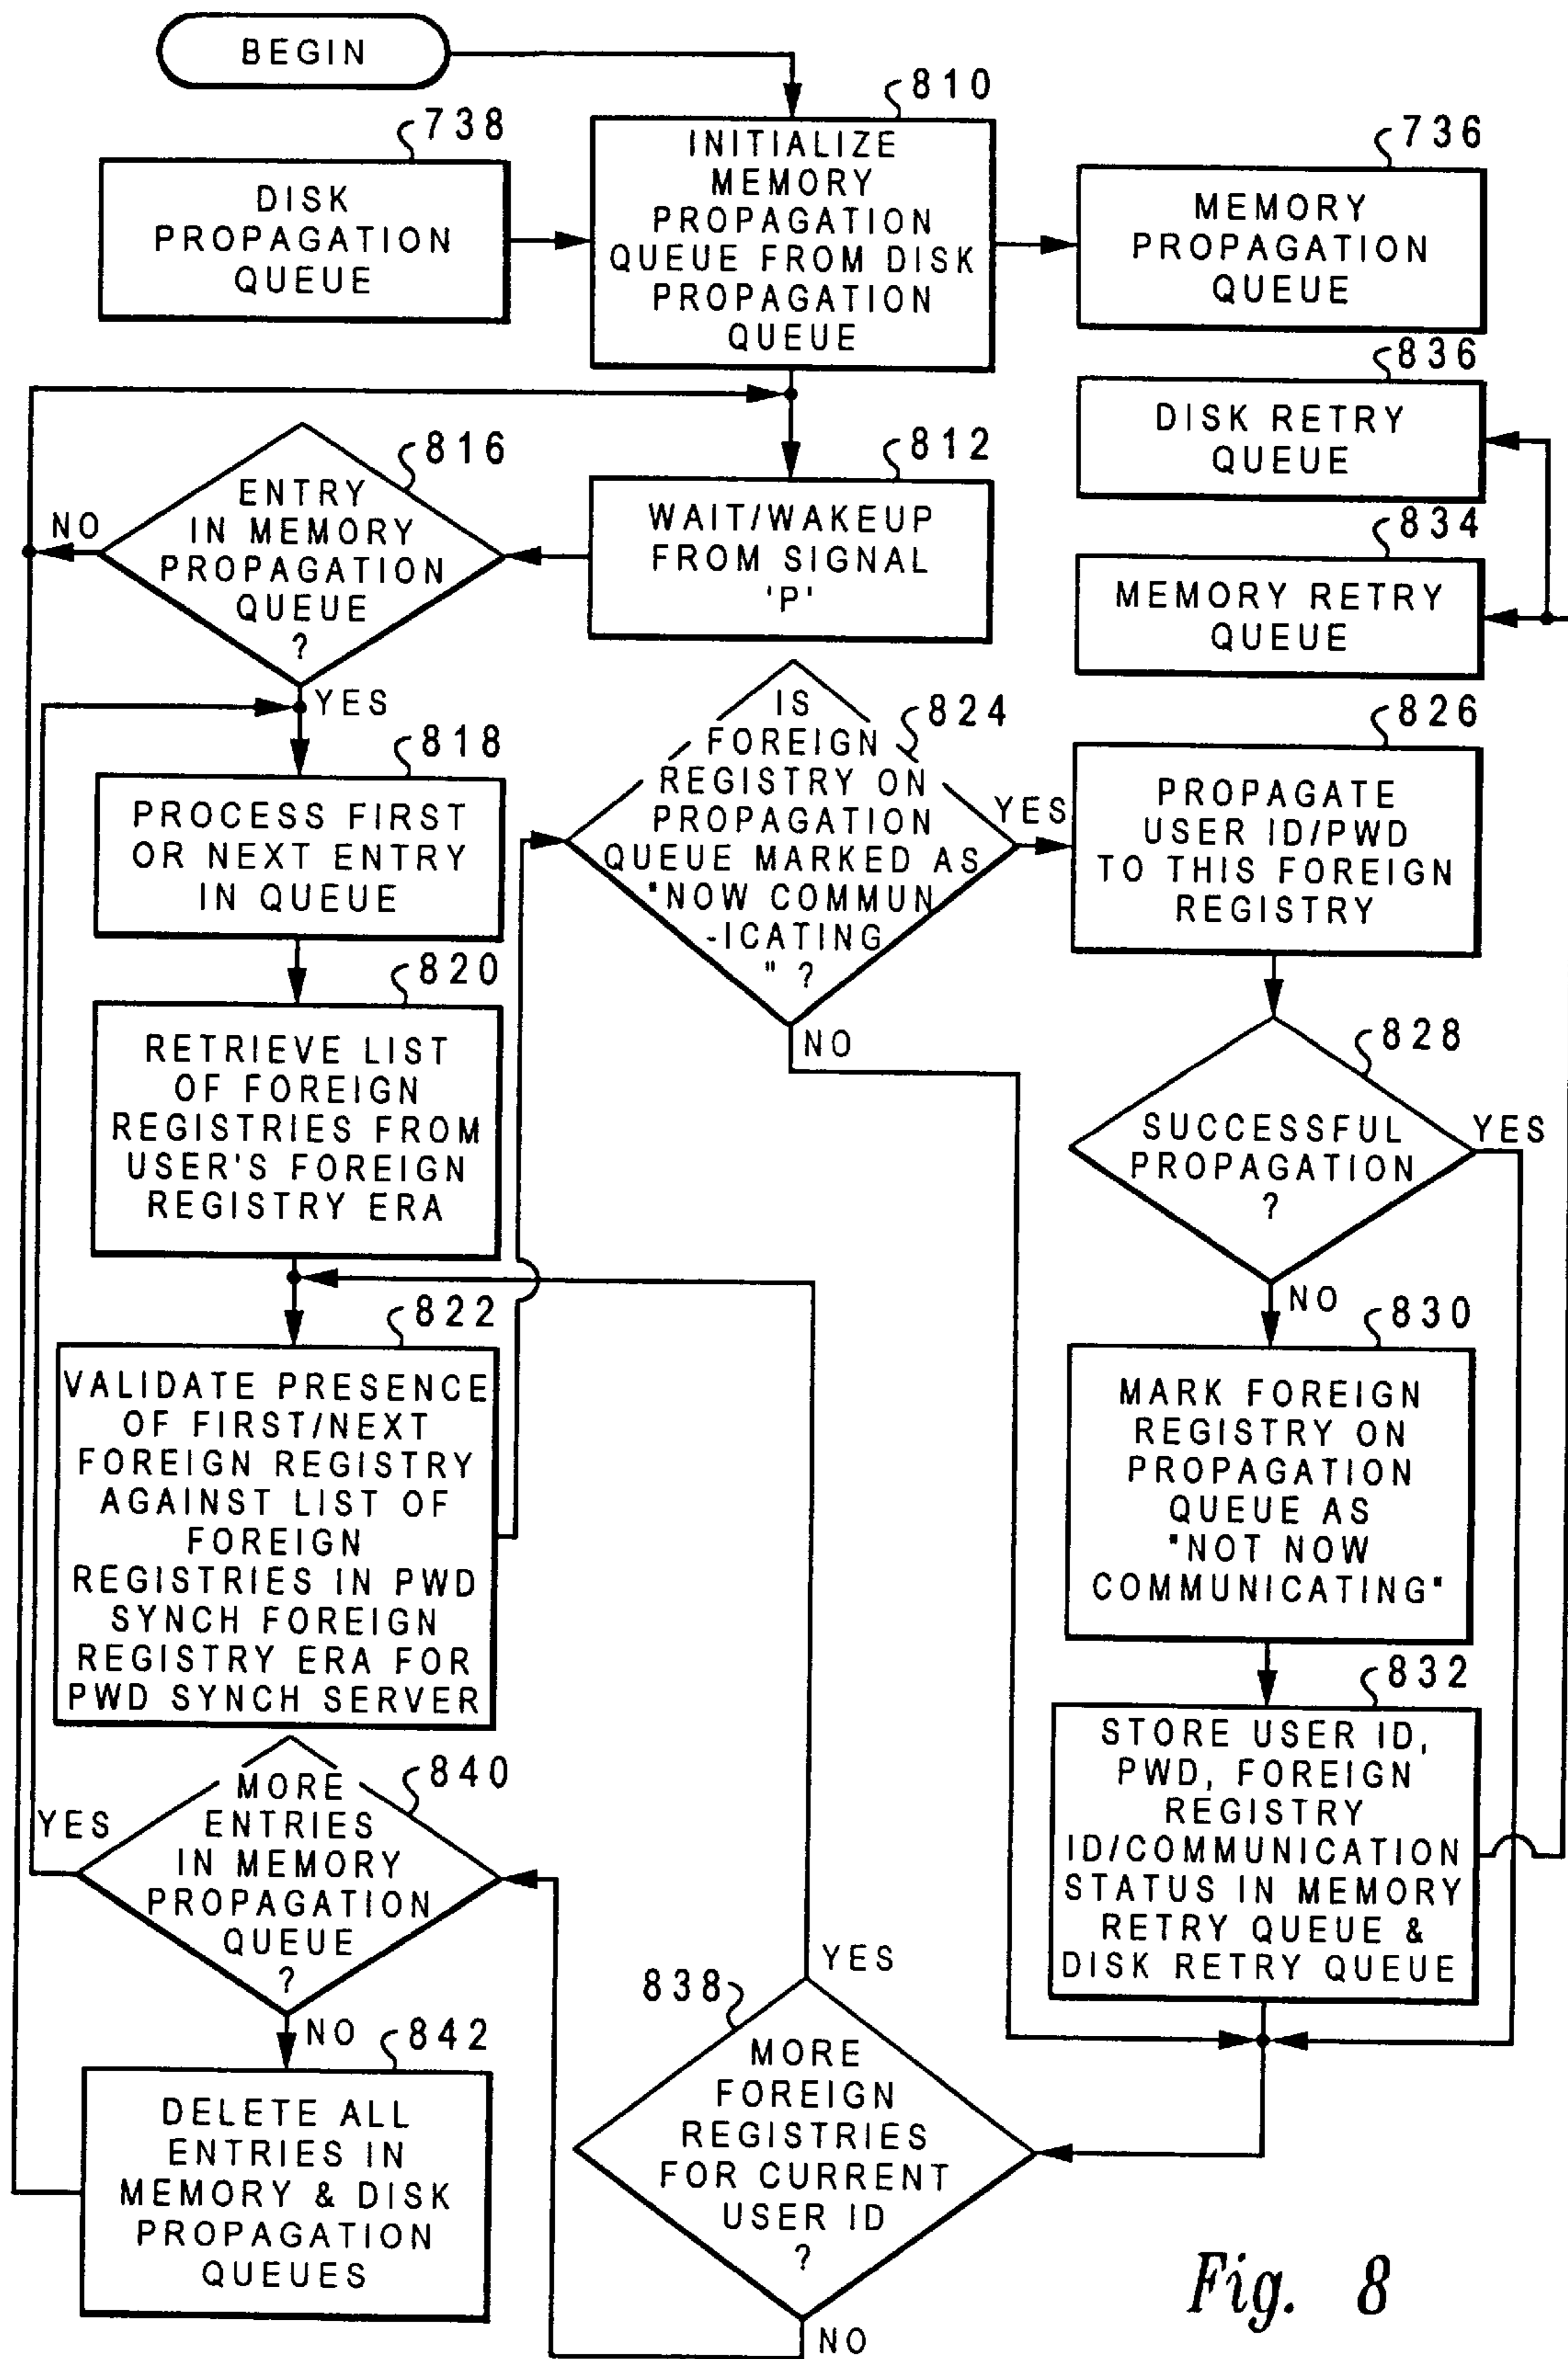 BEGIN
810
738
INITIALIZE
MEMORY
PROPAGATION
QUEUE FROM DISK
PROPAGATION
QUEUE
736
DISK
PROPAGATION
QUEUE
MEMORY
PROPAGATION
QUEUE
836
DISK RETRY
QUEUE
816
ENTRY
IN MEMORY
PROPAGATION
QUEUE
?
NO
YES
812
WAIT/WAKEUP
FROM SIGNAL
'P'
834
MEMORY RETRY
QUEUE
818
PROCESS FIRST
OR NEXT ENTRY
IN QUEUE
824
IS
FOREIGN
REGISTRY ON
PROPAGATION
QUEUE MARKED AS
"NOW COMMUN
-ICATING
" ?
YES
NO
826
PROPAGATE
USER ID/PWD
TO THIS FOREIGN
REGISTRY
820
RETRIEVE LIST
OF FOREIGN
REGISTRIES FROM
USER'S FOREIGN
REGISTRY ERA
828
SUCCESSFUL
PROPAGATION
?
YES
NO
822
VALIDATE PRESENCE
OF FIRST/NEXT
FOREIGN REGISTRY
AGAINST LIST OF
FOREIGN
REGISTRIES IN PWD
SYNCH FOREIGN
REGISTRY ERA FOR
PWD SYNCH SERVER
830
MARK FOREIGN
REGISTRY ON
PROPAGATION
QUEUE AS
"NOT NOW
COMMUNICATING"
832
STORE USER ID,
PWD, FOREIGN
REGISTRY
ID/COMMUNICATION
STATUS IN MEMORY
RETRY QUEUE &
DISK RETRY QUEUE
840
MORE
ENTRIES
IN MEMORY
PROPAGATION
QUEUE
?
YES
NO
838
MORE
FOREIGN
REGISTRIES
FOR CURRENT
USER ID
?
YES
NO
842
DELETE ALL
ENTRIES IN
MEMORY & DISK
PROPAGATION
QUEUES
Fig. 8